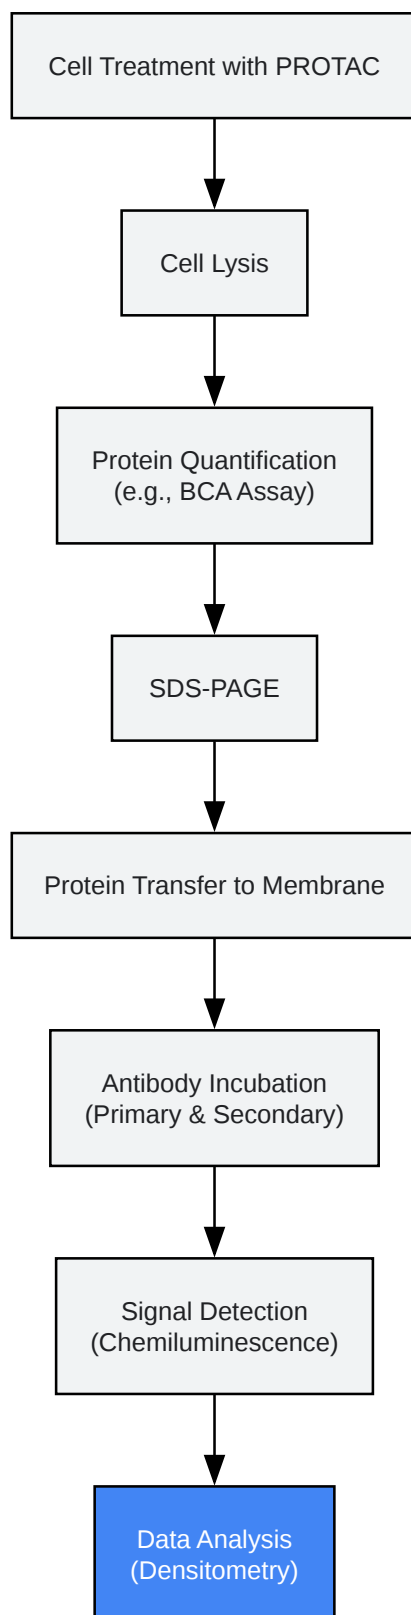 Cell Treatment with PROTAC
Cell Lysis
Protein Quantification
(e.g., BCA Assay)
SDS-PAGE
Protein Transfer to Membrane
Antibody Incubation
(Primary & Secondary)
Signal Detection
(Chemiluminescence)
Data Analysis
(Densitometry)